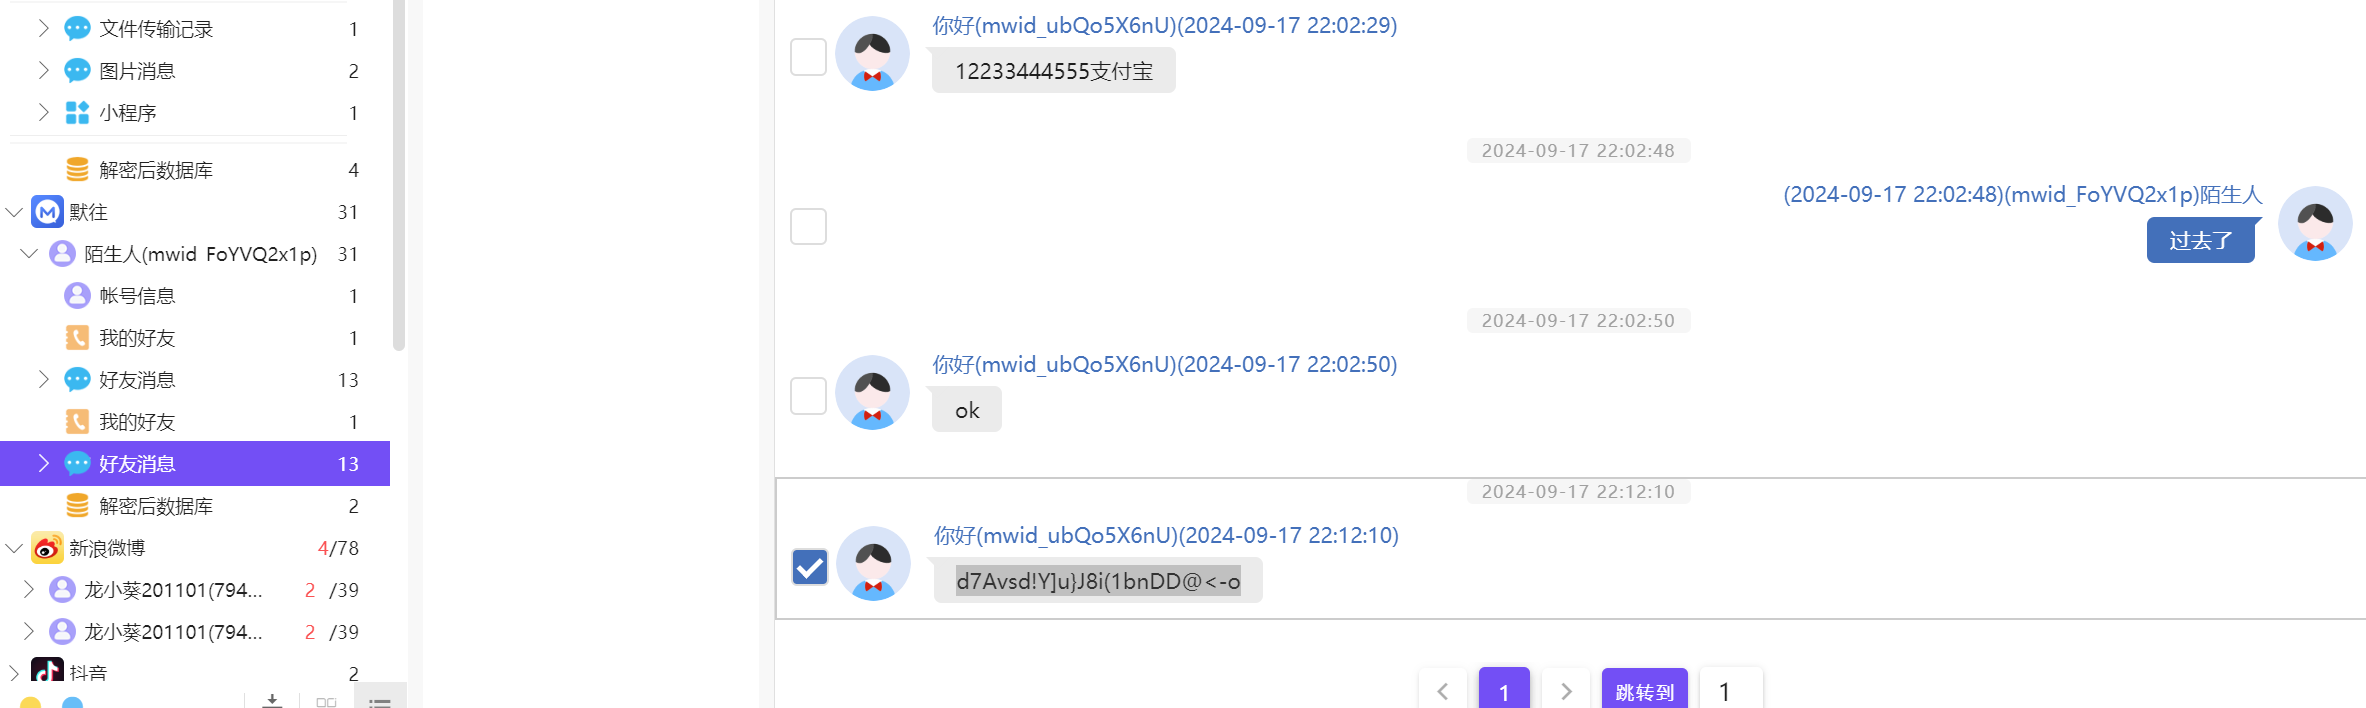 文件传输记录 1
图片消息 2
小程序 1
解密后数据库 4
默往 31
陌生人(mwid_FoYVQ2x1p) 31
帐号信息 1
我的好友 1
好友消息 13
我的好友 1
好友消息 13
解密后数据库 2
新浪微博 4/78
龙小葵201101(794... 2 /39
龙小葵201101(794... 2 /39
抖音 2
你好(mwid_ubQo5X6nU)(2024-09-17 22:02:29)
12233444555支付宝
2024-09-17 22:02:48
(2024-09-17 22:02:48)(mwid_FoYVQ2x1p)陌生人
过去了
2024-09-17 22:02:50
你好(mwid_ubQo5X6nU)(2024-09-17 22:02:50)
ok
2024-09-17 22:12:10
你好(mwid_ubQo5X6nU)(2024-09-17 22:12:10)
d7Avsd!Y]u}J8i(1bnDD@<-o
1 跳转到 1